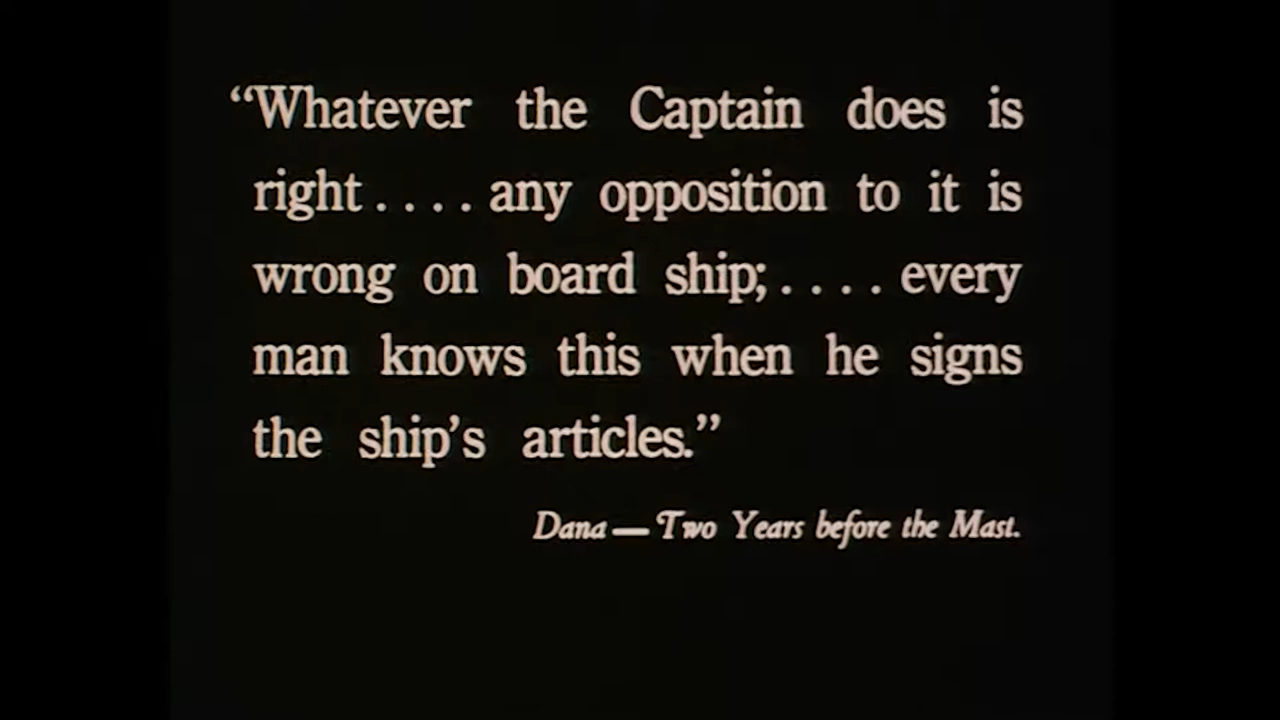 “Whatever the Captain does is
right.... any opposition to it is
wrong on board ship;.... every
man knows this when he signs
the ship’s articles.”
Dana—Two Years before the Mast.